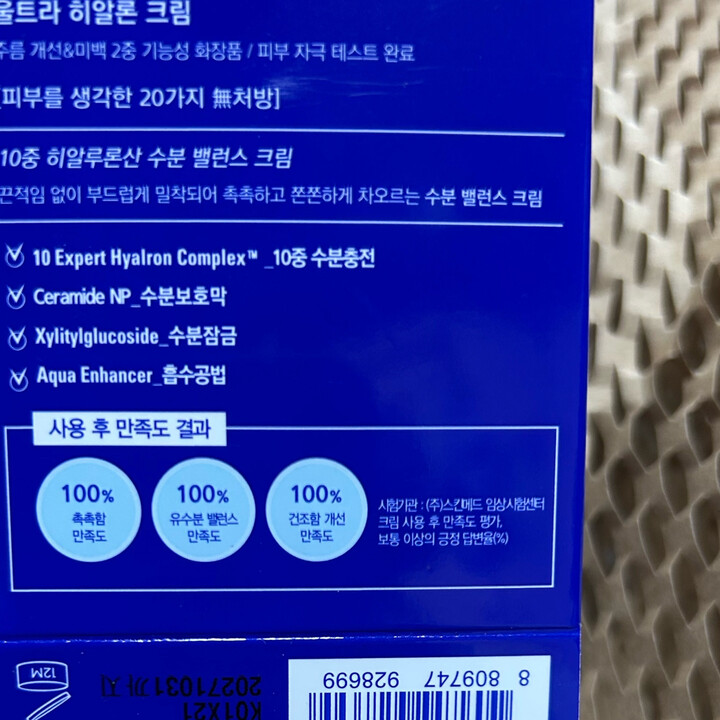 울트라 히알론 크림
주름 개선&미백 2중 기능성 화장품 / 피부 자극 테스트 완료
[피부를 생각한 20가지 無처방]
10중 히알루론산 수분 밸런스 크림
끈적임 없이 부드럽게 밀착되어 촉촉하고 쫀쫀하게 차오르는 수분 밸런스 크림
10 Expert Hyalron Complex™ _10중 수분충전
Ceramide NP_수분보호막
Xylitylglucoside_수분잠금
Aqua Enhancer_흡수공법
사용 후 만족도 결과
100%
촉촉함
만족도
100%
유수분 밸런스
만족도
100%
건조함 개선
만족도
시험기관 : (주)스킨메드 임상시험센터
크림 사용 후 만족도 평가,
보통 이상의 긍정 답변율(%)
12M
K01X21
20271031까지
8 809747 928699